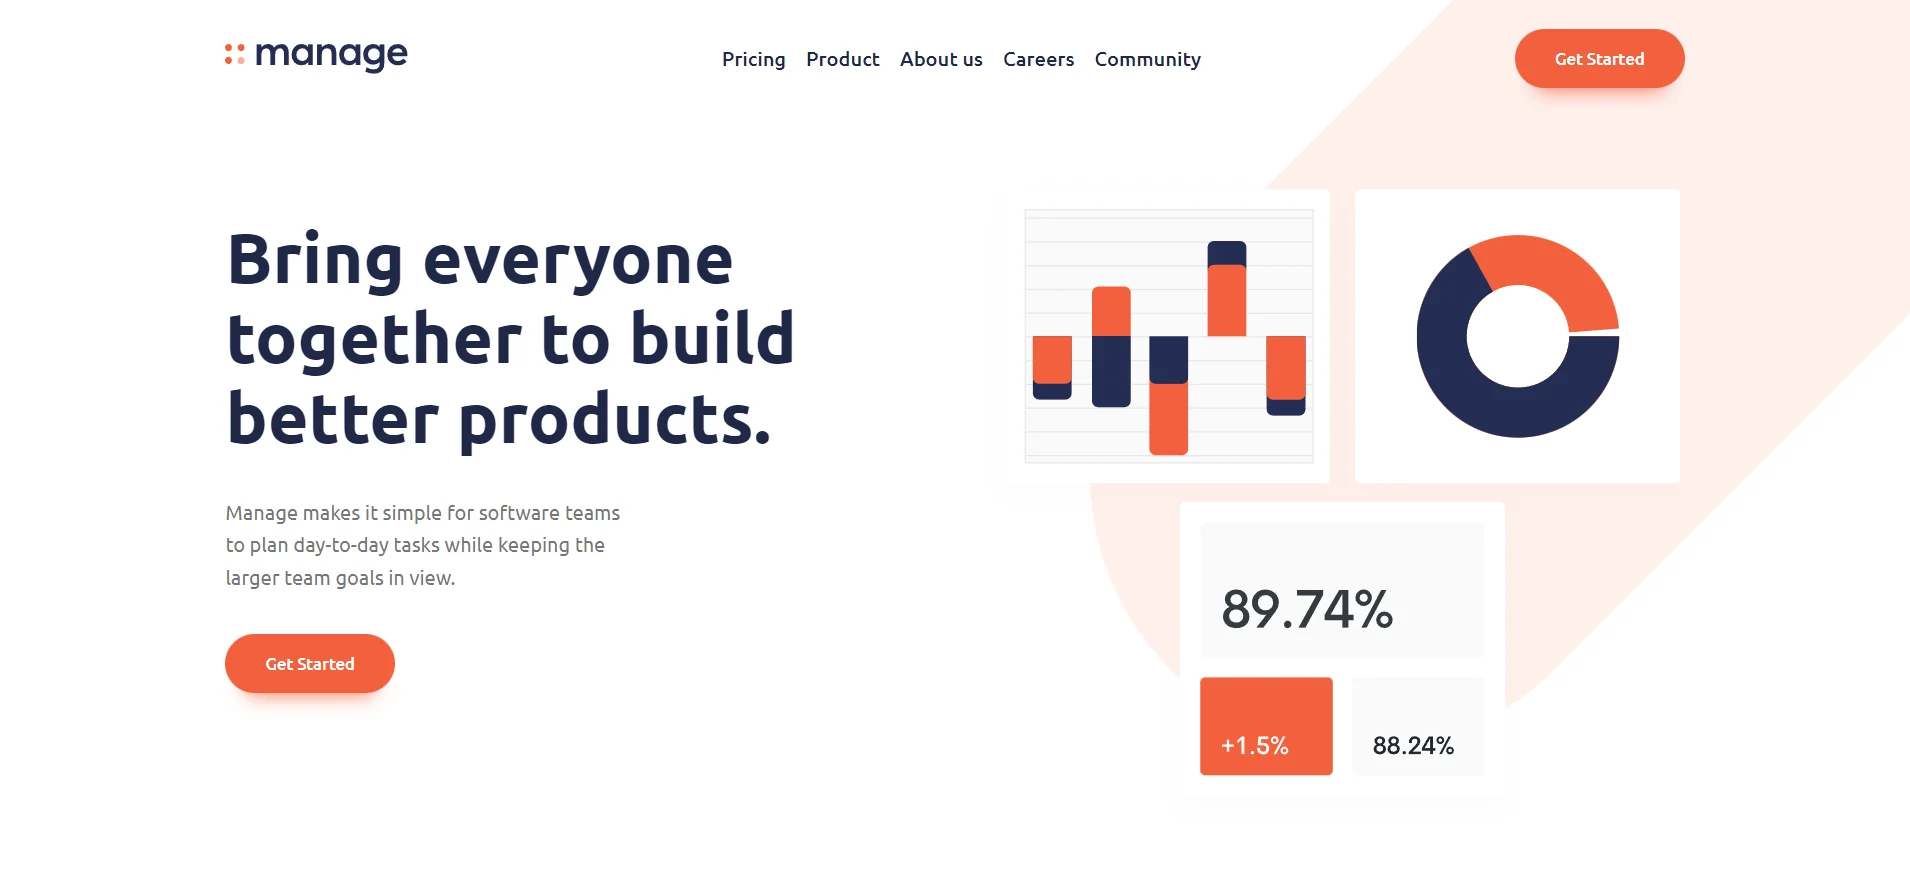 manage
Pricing Product About us Careers Community
Get Started
Bring everyone
together to build
better products.
Manage makes it simple for software teams
to plan day-to-day tasks while keeping the
larger team goals in view.
Get Started
89.74%
+1.5%
88.24%